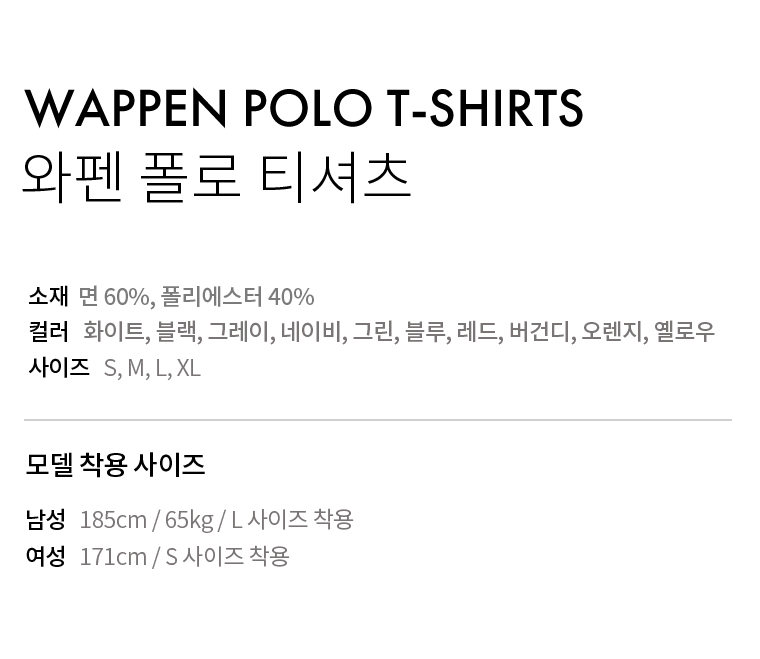 WAPPEN POLO T-SHIRTS
와펜 폴로 티셔츠
소재 면 60%, 폴리에스터 40%
컬러 화이트, 블랙, 그레이, 네이비, 그린, 블루, 레드, 버건디, 오렌지, 옐로우
사이즈 S, M, L, XL
모델 착용 사이즈
남성 185cm / 65kg / L 사이즈 착용
여성 171cm / S 사이즈 착용